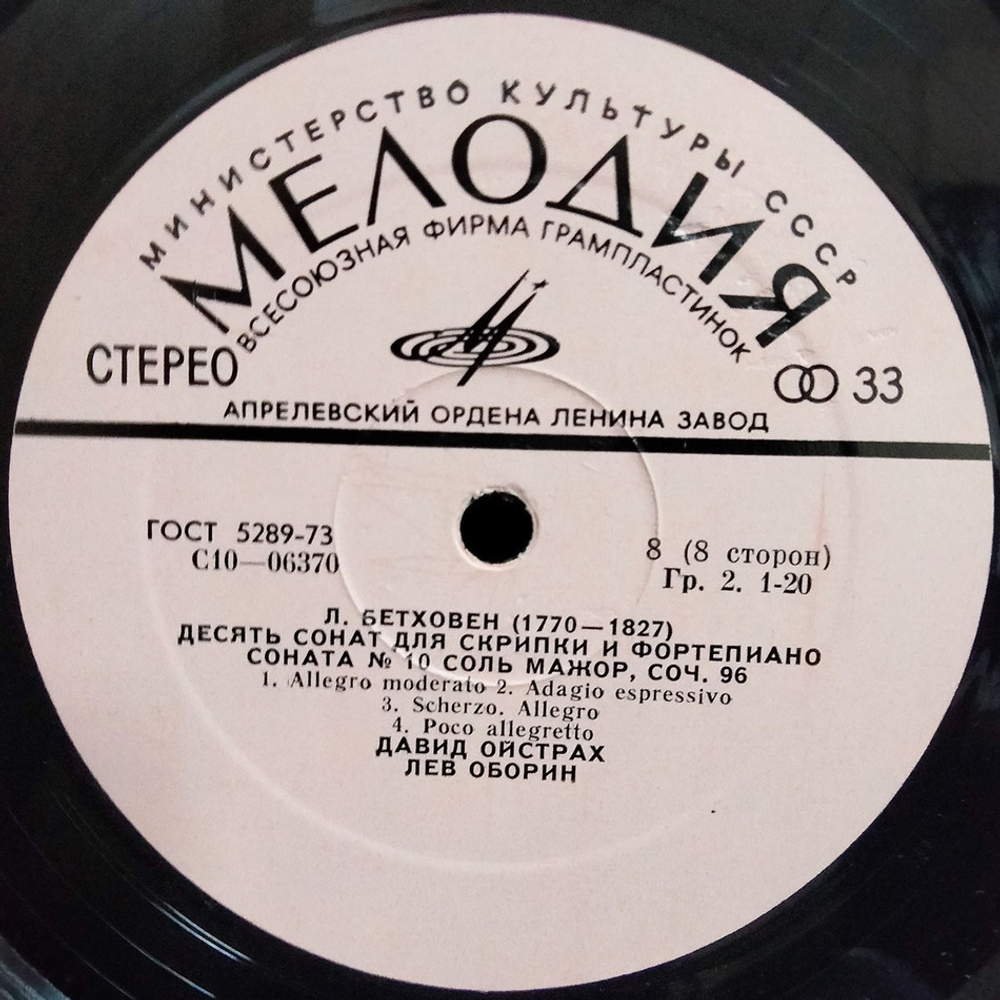 МИНИСТЕРСТВО КУЛЬТУРЫ СССР
МЕЛОДИЯ
ВСЕСОЮЗНАЯ ФИРМА ГРАМПЛАСТИНОК
СТЕРЕО
33
АПРЕЛЕВСКИЙ ОРДЕНА ЛЕНИНА ЗАВОД
ГОСТ 5289-73
С10—06370
8 (8 сторон)
Гр. 2. 1-20
Л. БЕТХОВЕН (1770—1827)
ДЕСЯТЬ СОНАТ ДЛЯ СКРИПКИ И ФОРТЕПИАНО
СОНАТА № 10 СОЛЬ МАЖОР, СОЧ. 96
1. Allegro moderato 2. Adagio espressivo
3. Scherzo. Allegro
4. Poco allegretto
ДАВИД ОЙСТРАХ
ЛЕВ ОБОРИН